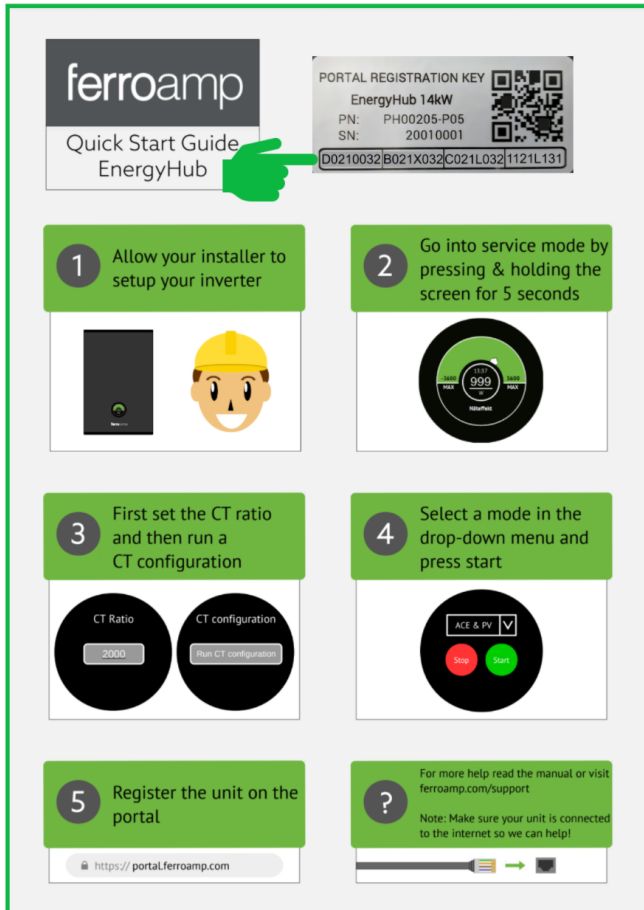 ferroamp
Quick Start Guide
EnergyHub
PORTAL REGISTRATION KEY
EnergyHub 14kW
PN: PH00205-P05
SN: 20010001
D0210032 B021X032 C021L032 1121L131
1
Allow your installer to
setup your inverter
ferroamp
2
Go into service mode by
pressing & holding the
screen for 5 seconds
13:37
-3600
999
3600
MAX
W
MAX
Näteffekt
3
First set the CT ratio
and then run a
CT configuration
CT Ratio
2000
CT configuration
Run CT configuration
4
Select a mode in the
drop-down menu and
press start
ACE & PV
Stop
Start
5
Register the unit on the
portal
https:// portal.ferroamp.com
?
For more help read the manual or visit
ferroamp.com/support
Note: Make sure your unit is connected
to the internet so we can help!